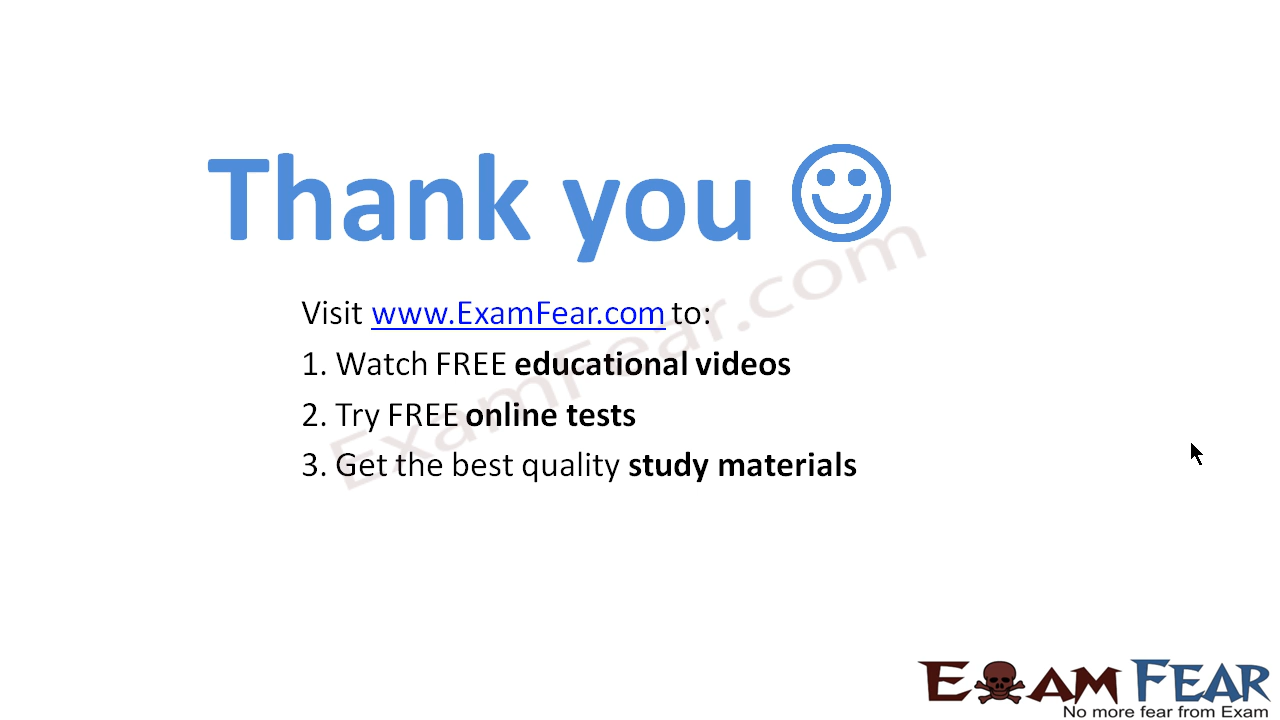 Thank you
Visit www.ExamFear.com to:
1. Watch FREE educational videos
2. Try FREE online tests
3. Get the best quality study materials
ExamFear.com
EXAM FEAR
No more fear from Exam